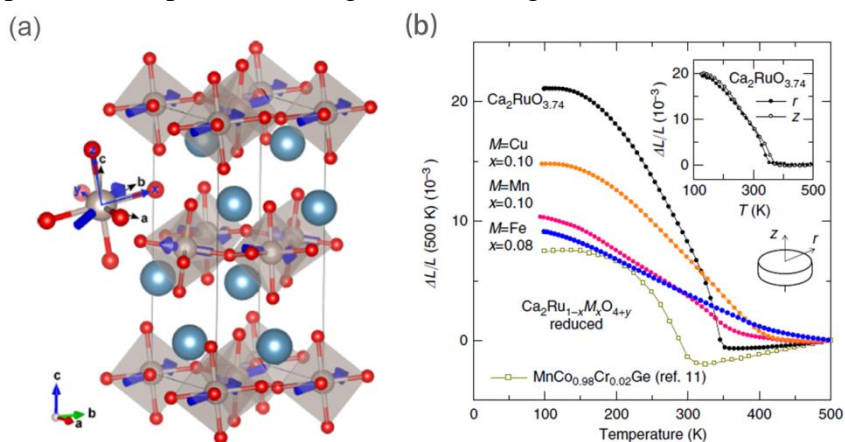 (a)
c
b
x
y
a
c
b
a
(b)
Ca₂RuO₃.₇₄
M=Cu
x=0.10
M=Mn
x=0.10
M=Fe
x=0.08
Ca₂Ru₁₋ₓMₓO₄₊y
reduced
MnCo₀.₉₈Cr₀.₀₂Ge (ref. 11)
ΔL/L (500 K) (10⁻³)
20
10
0
0 100 200 300 400 500
Temperature (K)
Ca₂RuO₃.₇₄
r
z
ΔL/L (10⁻³)
20
10
0
100 300 500
T (K)
z
r